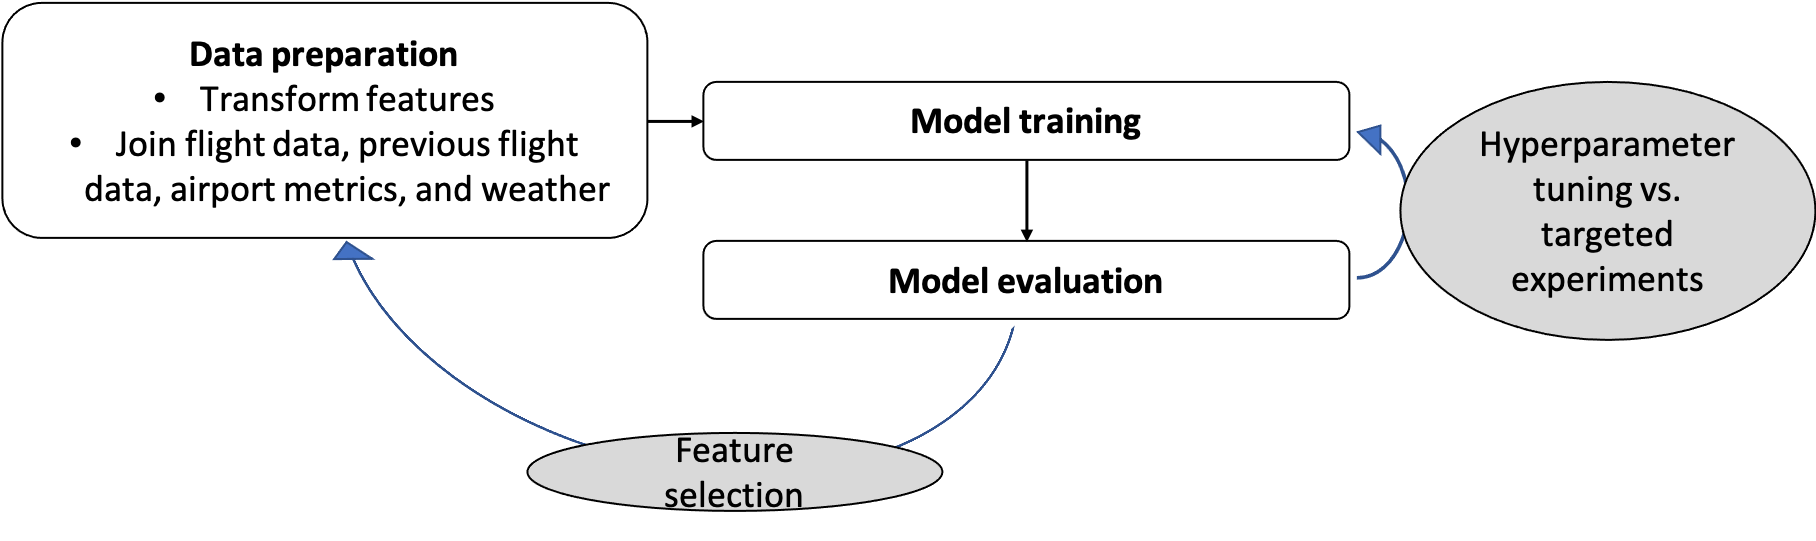 Data preparation
• Transform features
• Join flight data, previous flight
data, airport metrics, and weather
Model training
Model evaluation
Hyperparameter
tuning vs.
targeted
experiments
Feature
selection